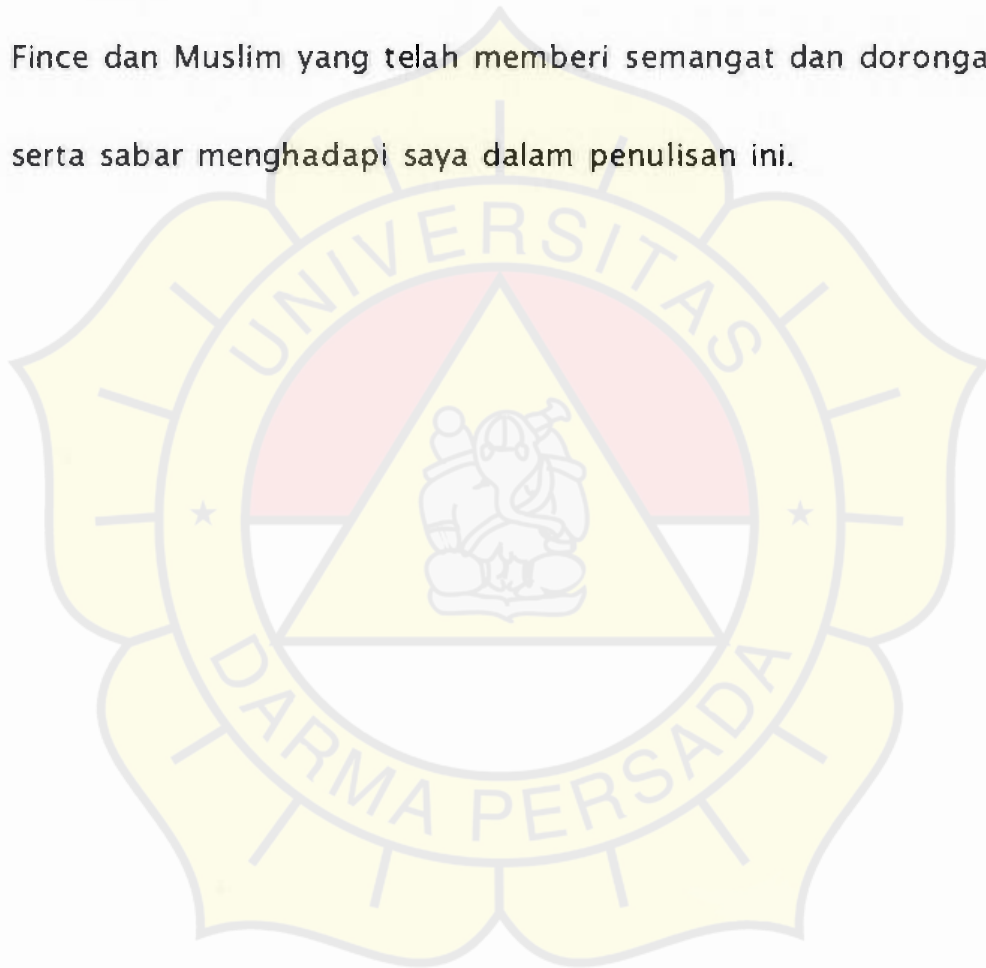 Fince dan Muslim yang telah memberi semangat dan doronga
serta sabar menghadapi saya dalam penulisan ini.
UNIVERSITAS
DARMA PERSADA